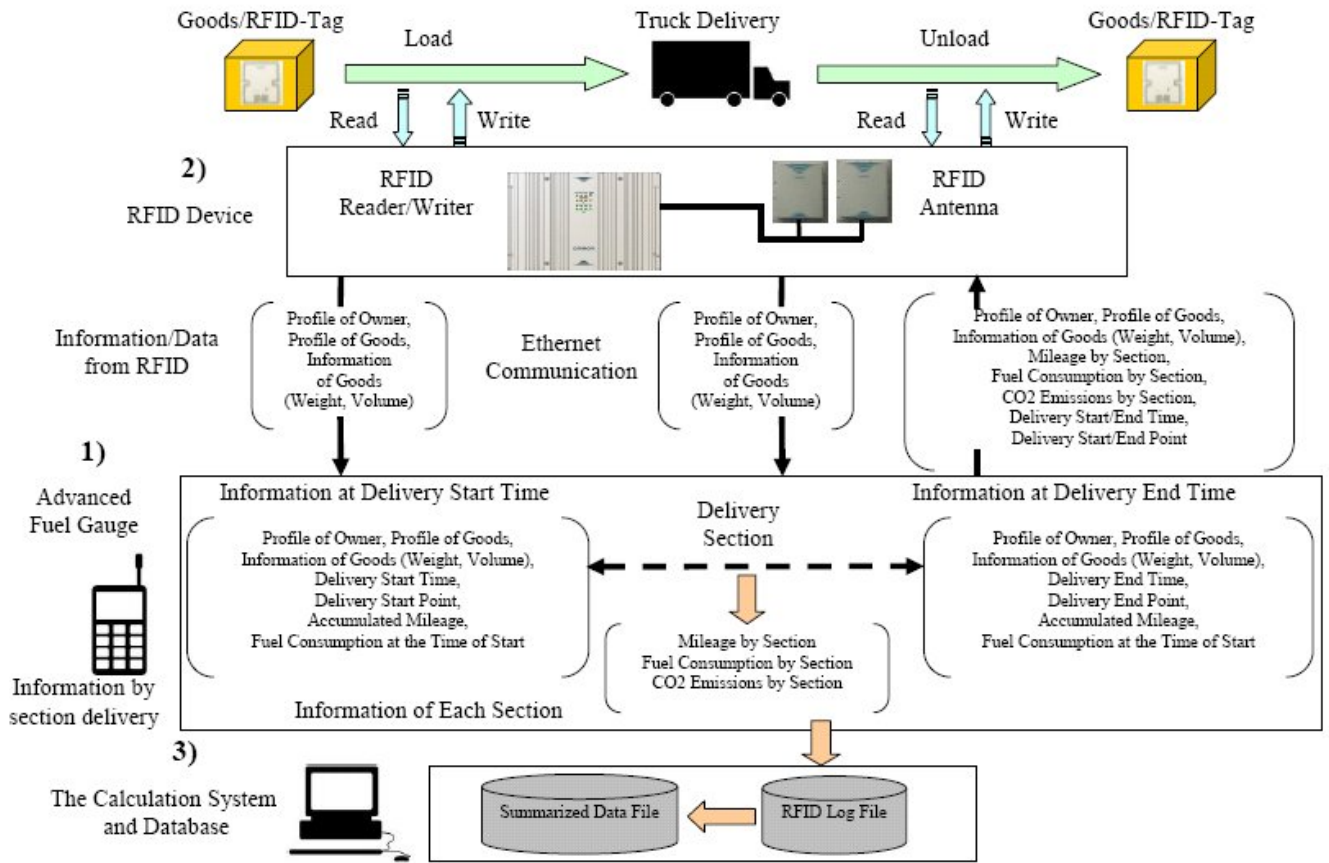 Goods/RFID-Tag
Truck Delivery
Goods/RFID-Tag
Load
Unload
Read
Write
Read
Write
2)
RFID Device
RFID
Reader/Writer
RFID
Antenna
Information/Data
from RFID
Profile of Owner,
Profile of Goods,
Information
of Goods
(Weight, Volume)
Ethernet
Communication
Profile of Owner,
Profile of Goods,
Information
of Goods
(Weight, Volume)
Profile of Owner, Profile of Goods,
Information of Goods (Weight, Volume),
Mileage by Section,
Fuel Consumption by Section,
CO2 Emissions by Section,
Delivery Start/End Time,
Delivery Start/End Point
1)
Advanced
Fuel Gauge
Information by
section delivery
Information at Delivery Start Time
Profile of Owner, Profile of Goods,
Information of Goods (Weight, Volume),
Delivery Start Time,
Delivery Start Point,
Accumulated Mileage,
Fuel Consumption at the Time of Start
Delivery
Section
Mileage by Section
Fuel Consumption by Section
CO2 Emissions by Section
Information at Delivery End Time
Profile of Owner, Profile of Goods,
Information of Goods (Weight, Volume),
Delivery End Time,
Delivery End Point,
Accumulated Mileage,
Fuel Consumption at the Time of Start
Information of Each Section
3)
The Calculation System
and Database
Summarized Data File
RFID Log File